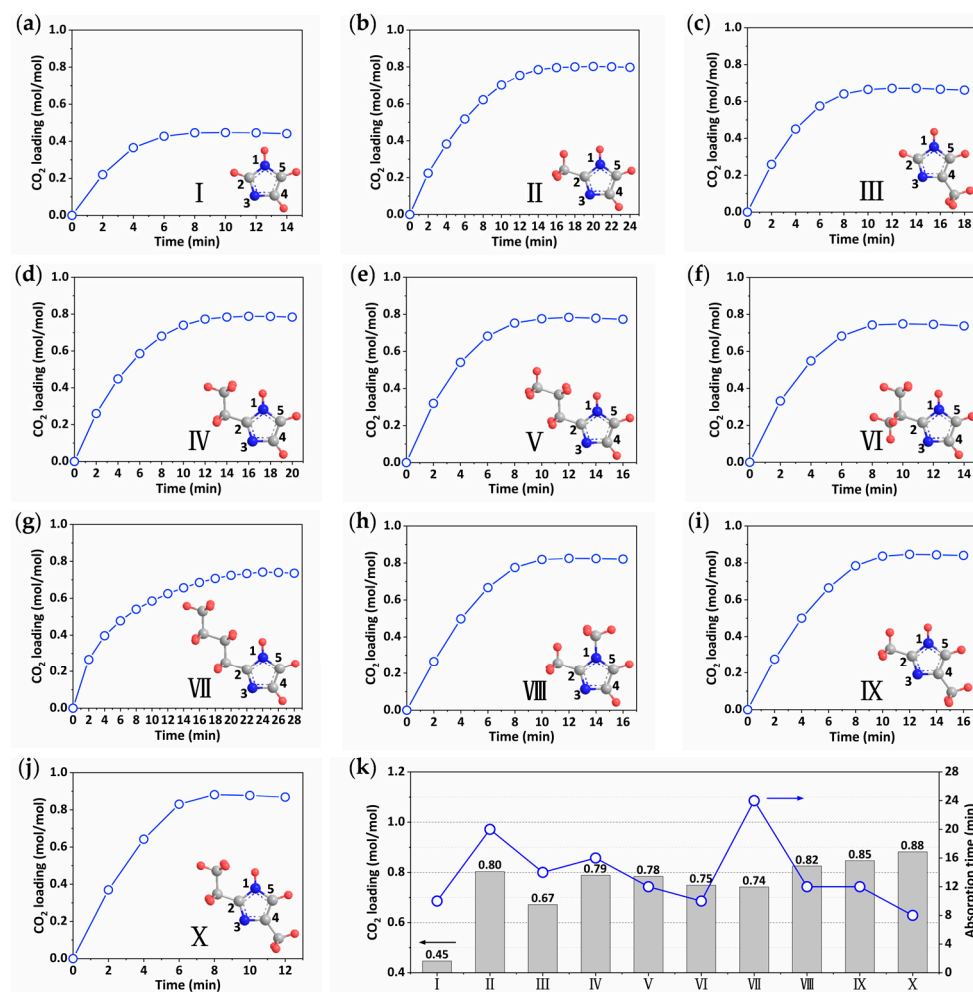 (a)
CO2 loading (mol/mol)
1.0
0.8
0.6
0.4
0.2
0.0
1
2
3
4
5
I
0 2 4 6 8 10 12 14
Time (min)
(b)
CO2 loading (mol/mol)
1.0
0.8
0.6
0.4
0.2
0.0
1
2
3
4
5
II
0 2 4 6 8 10 12 14 16 18 20 22 24
Time (min)
(c)
CO2 loading (mol/mol)
1.0
0.8
0.6
0.4
0.2
0.0
1
2
3
4
5
III
0 2 4 6 8 10 12 14 16 18
Time (min)
(d)
CO2 loading (mol/mol)
1.0
0.8
0.6
0.4
0.2
0.0
1
2
3
4
5
IV
0 2 4 6 8 10 12 14 16 18 20
Time (min)
(e)
CO2 loading (mol/mol)
1.0
0.8
0.6
0.4
0.2
0.0
1
2
3
4
5
V
0 2 4 6 8 10 12 14 16
Time (min)
(f)
CO2 loading (mol/mol)
1.0
0.8
0.6
0.4
0.2
0.0
1
2
3
4
5
VI
0 2 4 6 8 10 12 14
Time (min)
(g)
CO2 loading (mol/mol)
1.0
0.8
0.6
0.4
0.2
0.0
1
2
3
4
5
VII
0 2 4 6 8 10 12 14 16 18 20 22 24 26 28
Time (min)
(h)
CO2 loading (mol/mol)
1.0
0.8
0.6
0.4
0.2
0.0
1
2
3
4
5
VIII
0 2 4 6 8 10 12 14 16
Time (min)
(i)
CO2 loading (mol/mol)
1.0
0.8
0.6
0.4
0.2
0.0
1
2
3
4
5
IX
0 2 4 6 8 10 12 14 16
Time (min)
(j)
CO2 loading (mol/mol)
1.0
0.8
0.6
0.4
0.2
0.0
1
2
3
4
5
X
0 2 4 6 8 10 12
Time (min)
(k)
CO2 loading (mol/mol)
1.2
1.0
0.8
0.6
0.4
0.45
0.80
0.67
0.79
0.78
0.75
0.74
0.82
0.85
0.88
I II III IV V VI VII VIII IX X
28
24
20
16
12
8
4
0
Absorption time (min)